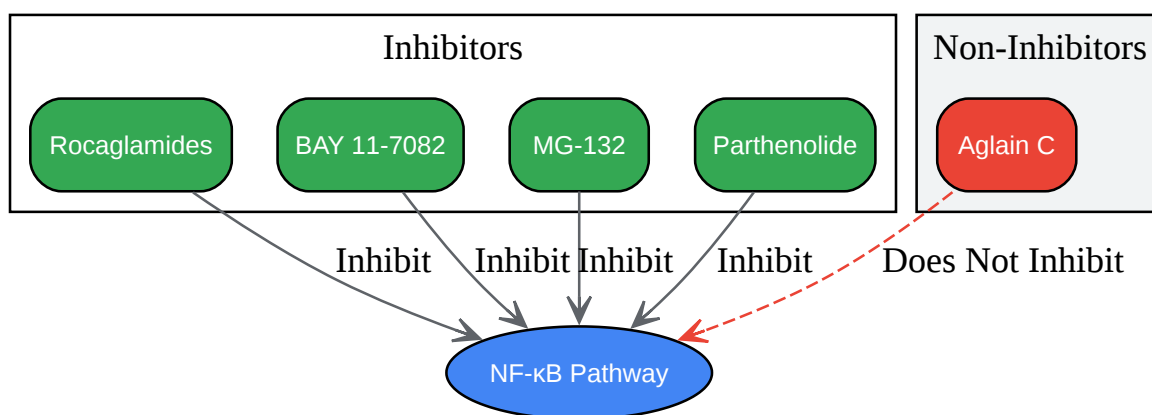 Inhibitors
Non-Inhibitors
Rocaglamides
BAY 11-7082
MG-132
Parthenolide
Aglain C
Inhibit
Inhibit
Inhibit
Inhibit
Does Not Inhibit
NF-κB Pathway